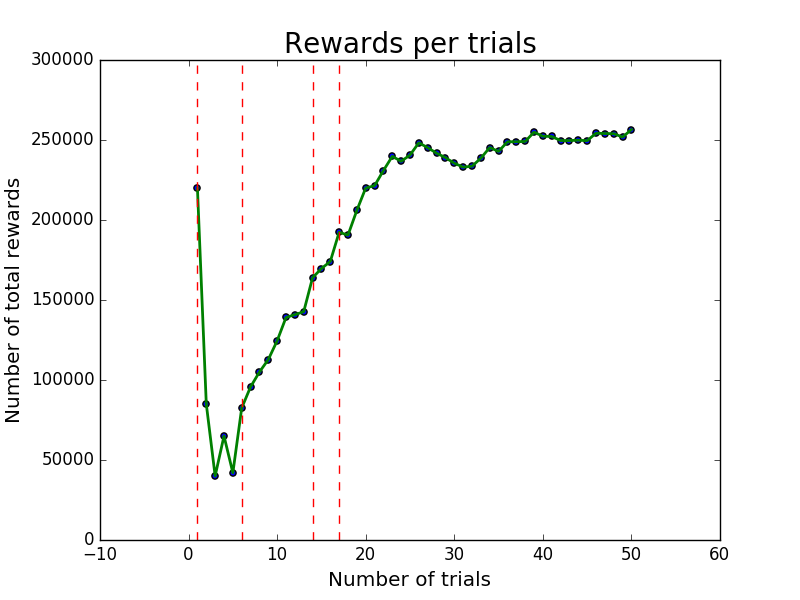 Rewards per trials
300000
250000
200000
150000
100000
50000
0
Number of total rewards
−10 0 10 20 30 40 50 60
Number of trials